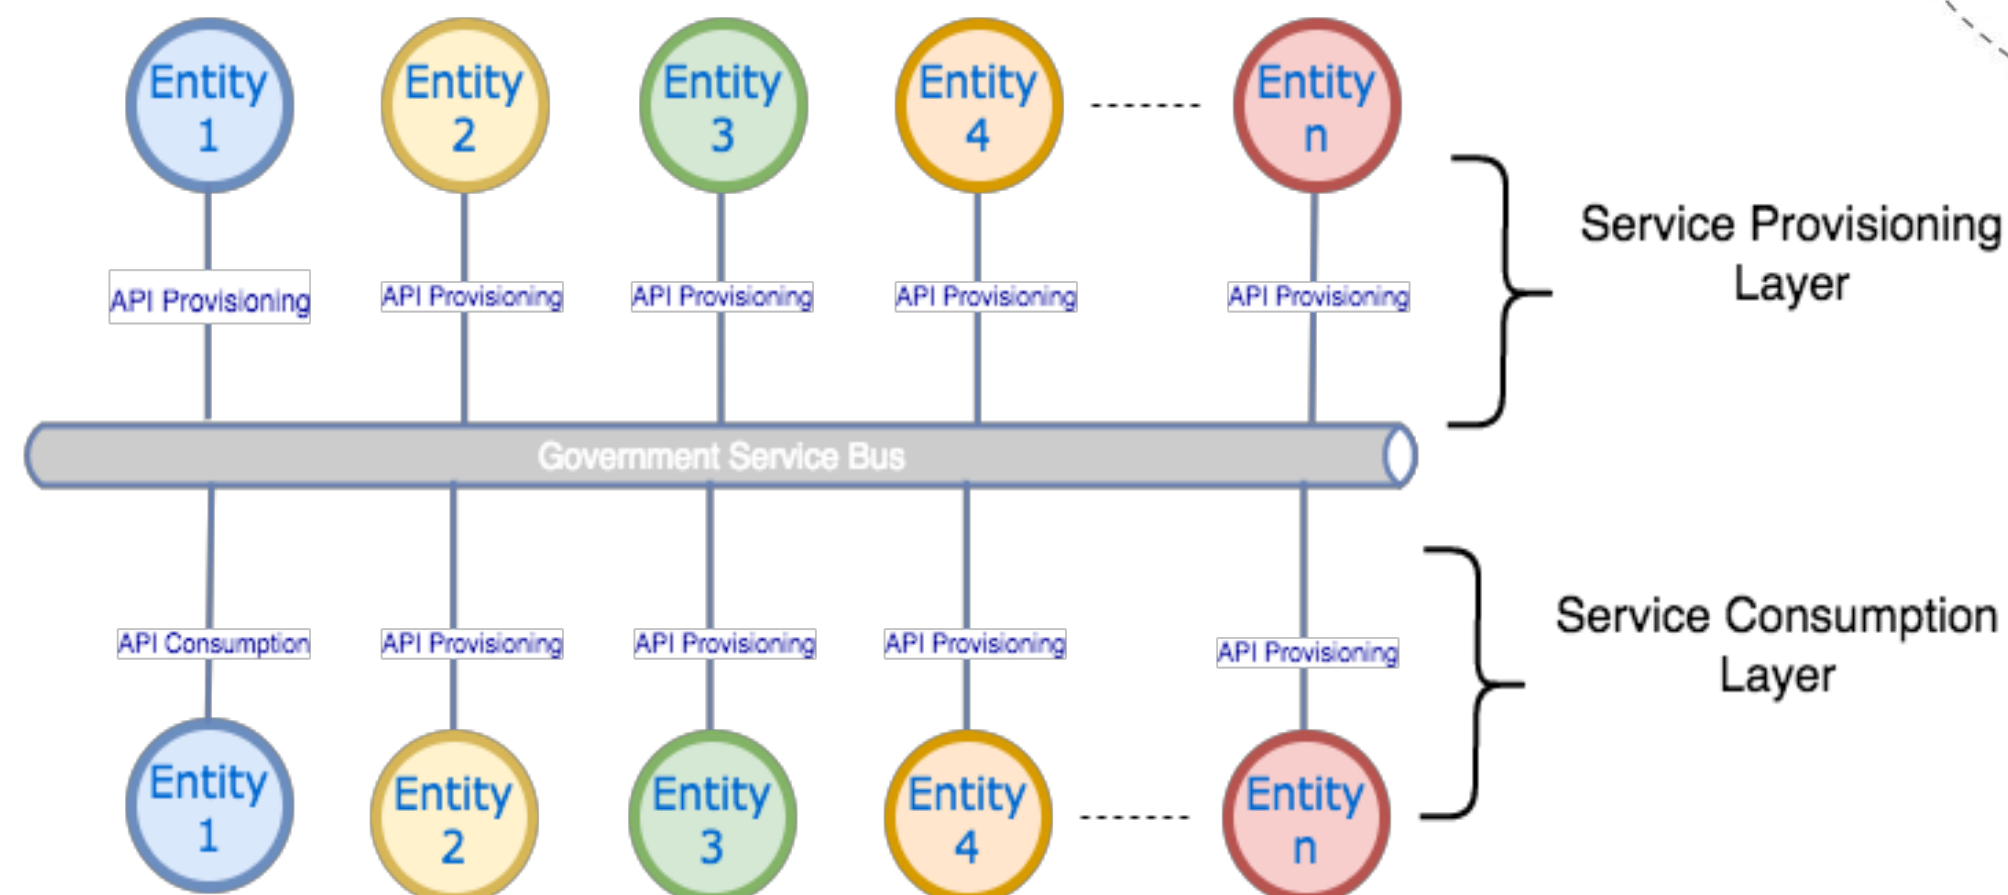 Entity
1
Entity
2
Entity
3
Entity
4
Entity
n
Service Provisioning
Layer
API Provisioning
API Provisioning
API Provisioning
API Provisioning
API Provisioning
Government Service Bus
Service Consumption
Layer
API Consumption
API Provisioning
API Provisioning
API Provisioning
API Provisioning
Entity
1
Entity
2
Entity
3
Entity
4
Entity
n